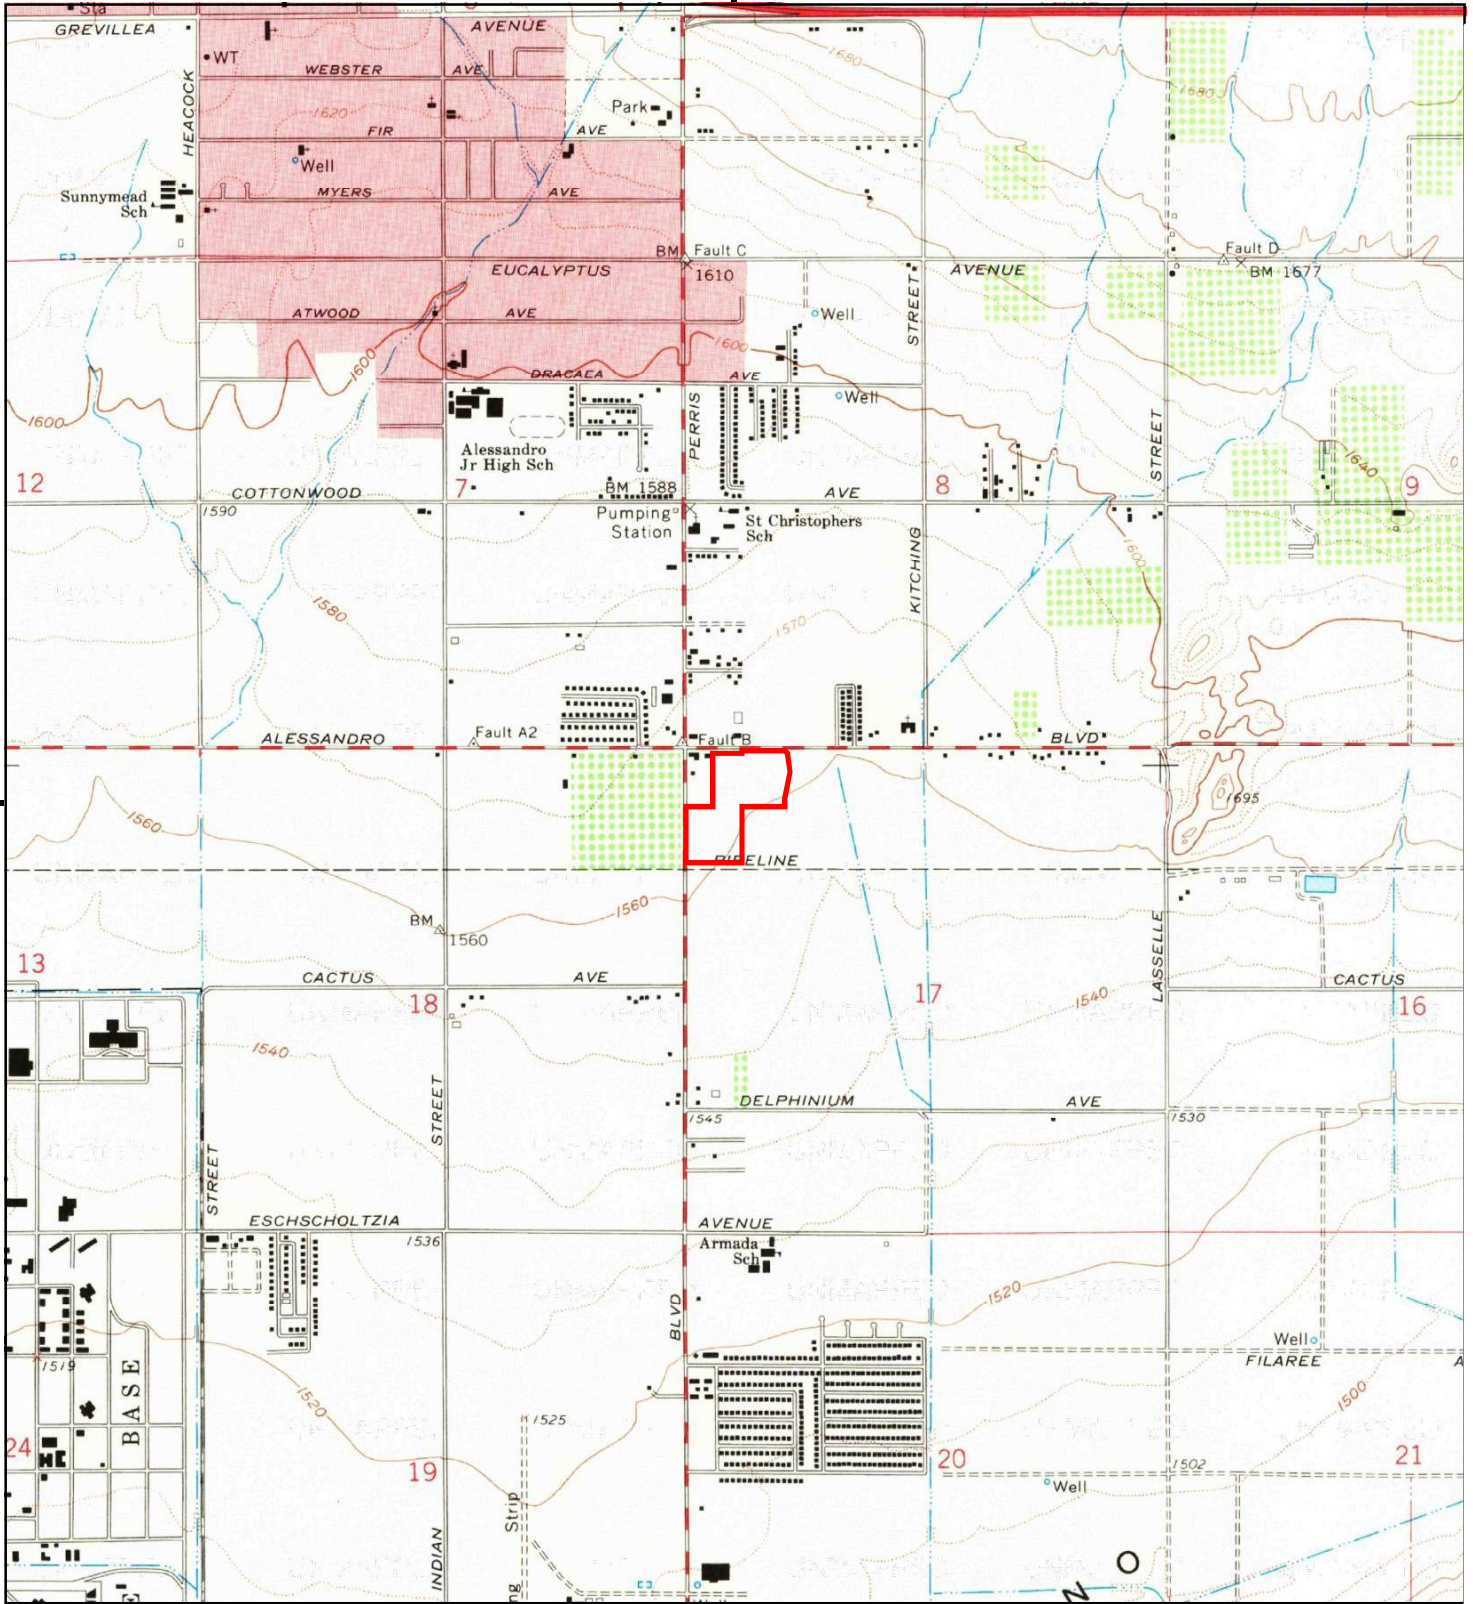 Sta
GREVILLEA
AVENUE
WT
HEACOCK
WEBSTER
AVE
1680
1680
1620
Park
FIR
AVE
Well
MYERS
AVE
Sunnymead
Sch
BM
Fault C
1610
Fault D
BM 1677
EUCALYPTUS
AVENUE
ATWOOD
AVE
Well
STREET
1600
1600
DRACAEA
AVE
Well
1600
PERRIS
STREET
Alessandro
Jr High Sch
1640
12
COTTONWOOD
7
BM 1588
AVE
8
9
1590
Pumping
Station
St Christophers
Sch
1600
KITCHING
1580
1570
ALESSANDRO
Fault A2
Fault B
BLVD
1695
1560
PIPELINE
1560
BM
1560
LASSELLE
13
CACTUS
AVE
CACTUS
18
17
1540
16
1540
STREET
DELPHINIUM
AVE
1545
1530
STREET
ESCHSCHOLTZIA
AVENUE
1536
Armada
Sch
1520
BLVD
Well
1519
FILAREE
A
BASE
1520
1525
1500
24
19
20
21
1502
Well
Strip
INDIAN
ng
N O
E